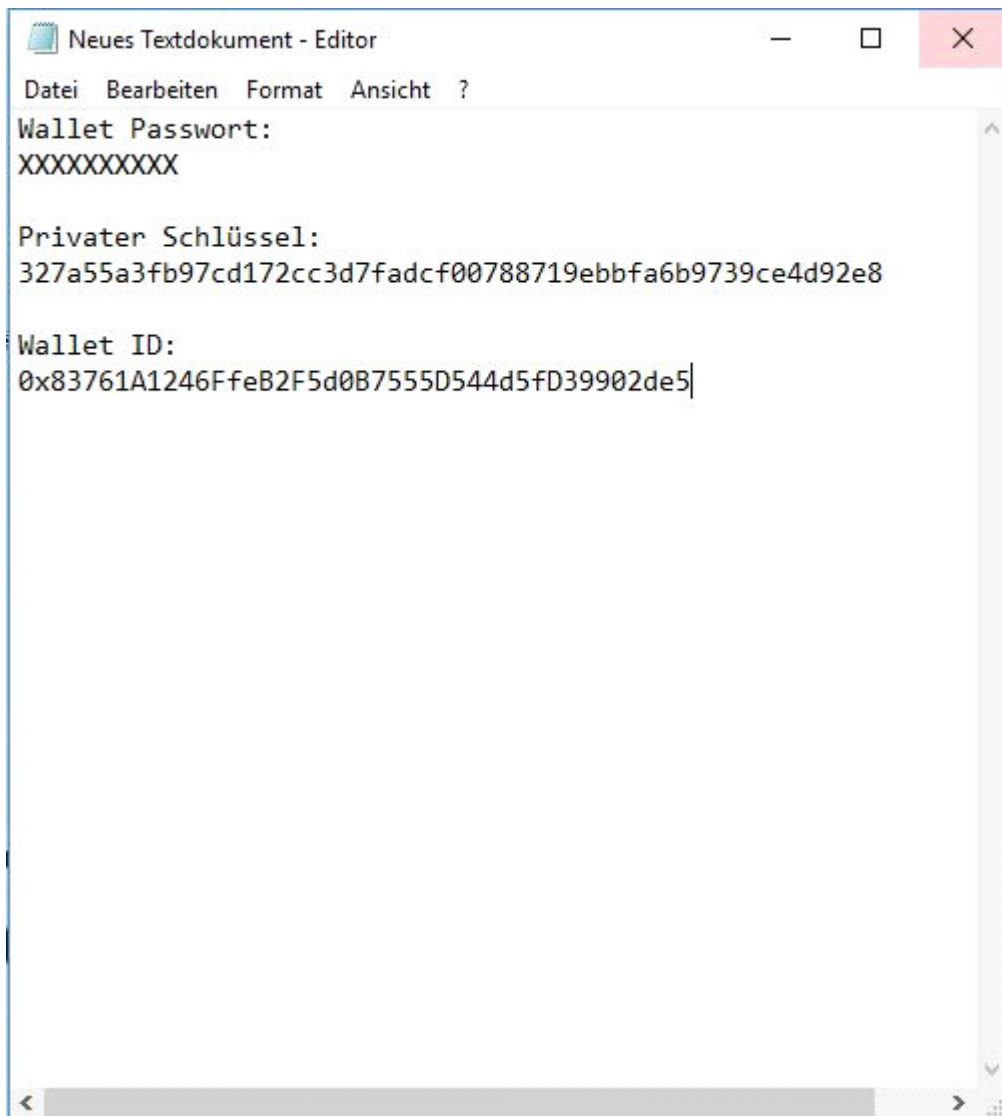 Neues Textdokument - Editor
Datei Bearbeiten Format Ansicht ?
Wallet Passwort:
XXXXXXXXXX
Privater Schlüssel:
327a55a3fb97cd172cc3d7fadcf00788719ebbfa6b9739ce4d92e8
Wallet ID:
0x83761A1246FfeB2F5d0B7555D544d5fD39902de5